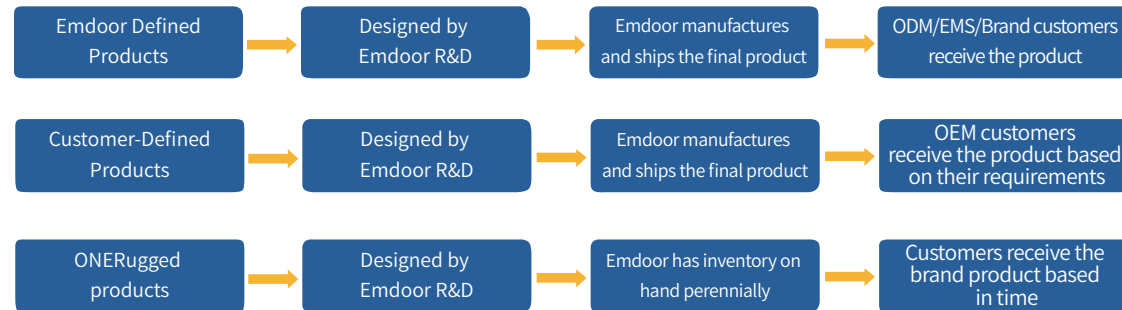 Emdoor Defined
Products
Designed by
Emdoor R&D
Emdoor manufactures
and ships the final product
ODM/EMS/Brand customers
receive the product
Customer-Defined
Products
Designed by
Emdoor R&D
Emdoor manufactures
and ships the final product
OEM customers
receive the product based
on their requirements
ONERugged
products
Designed by
Emdoor R&D
Emdoor has inventory on
hand perennially
Customers receive the
brand product based
in time